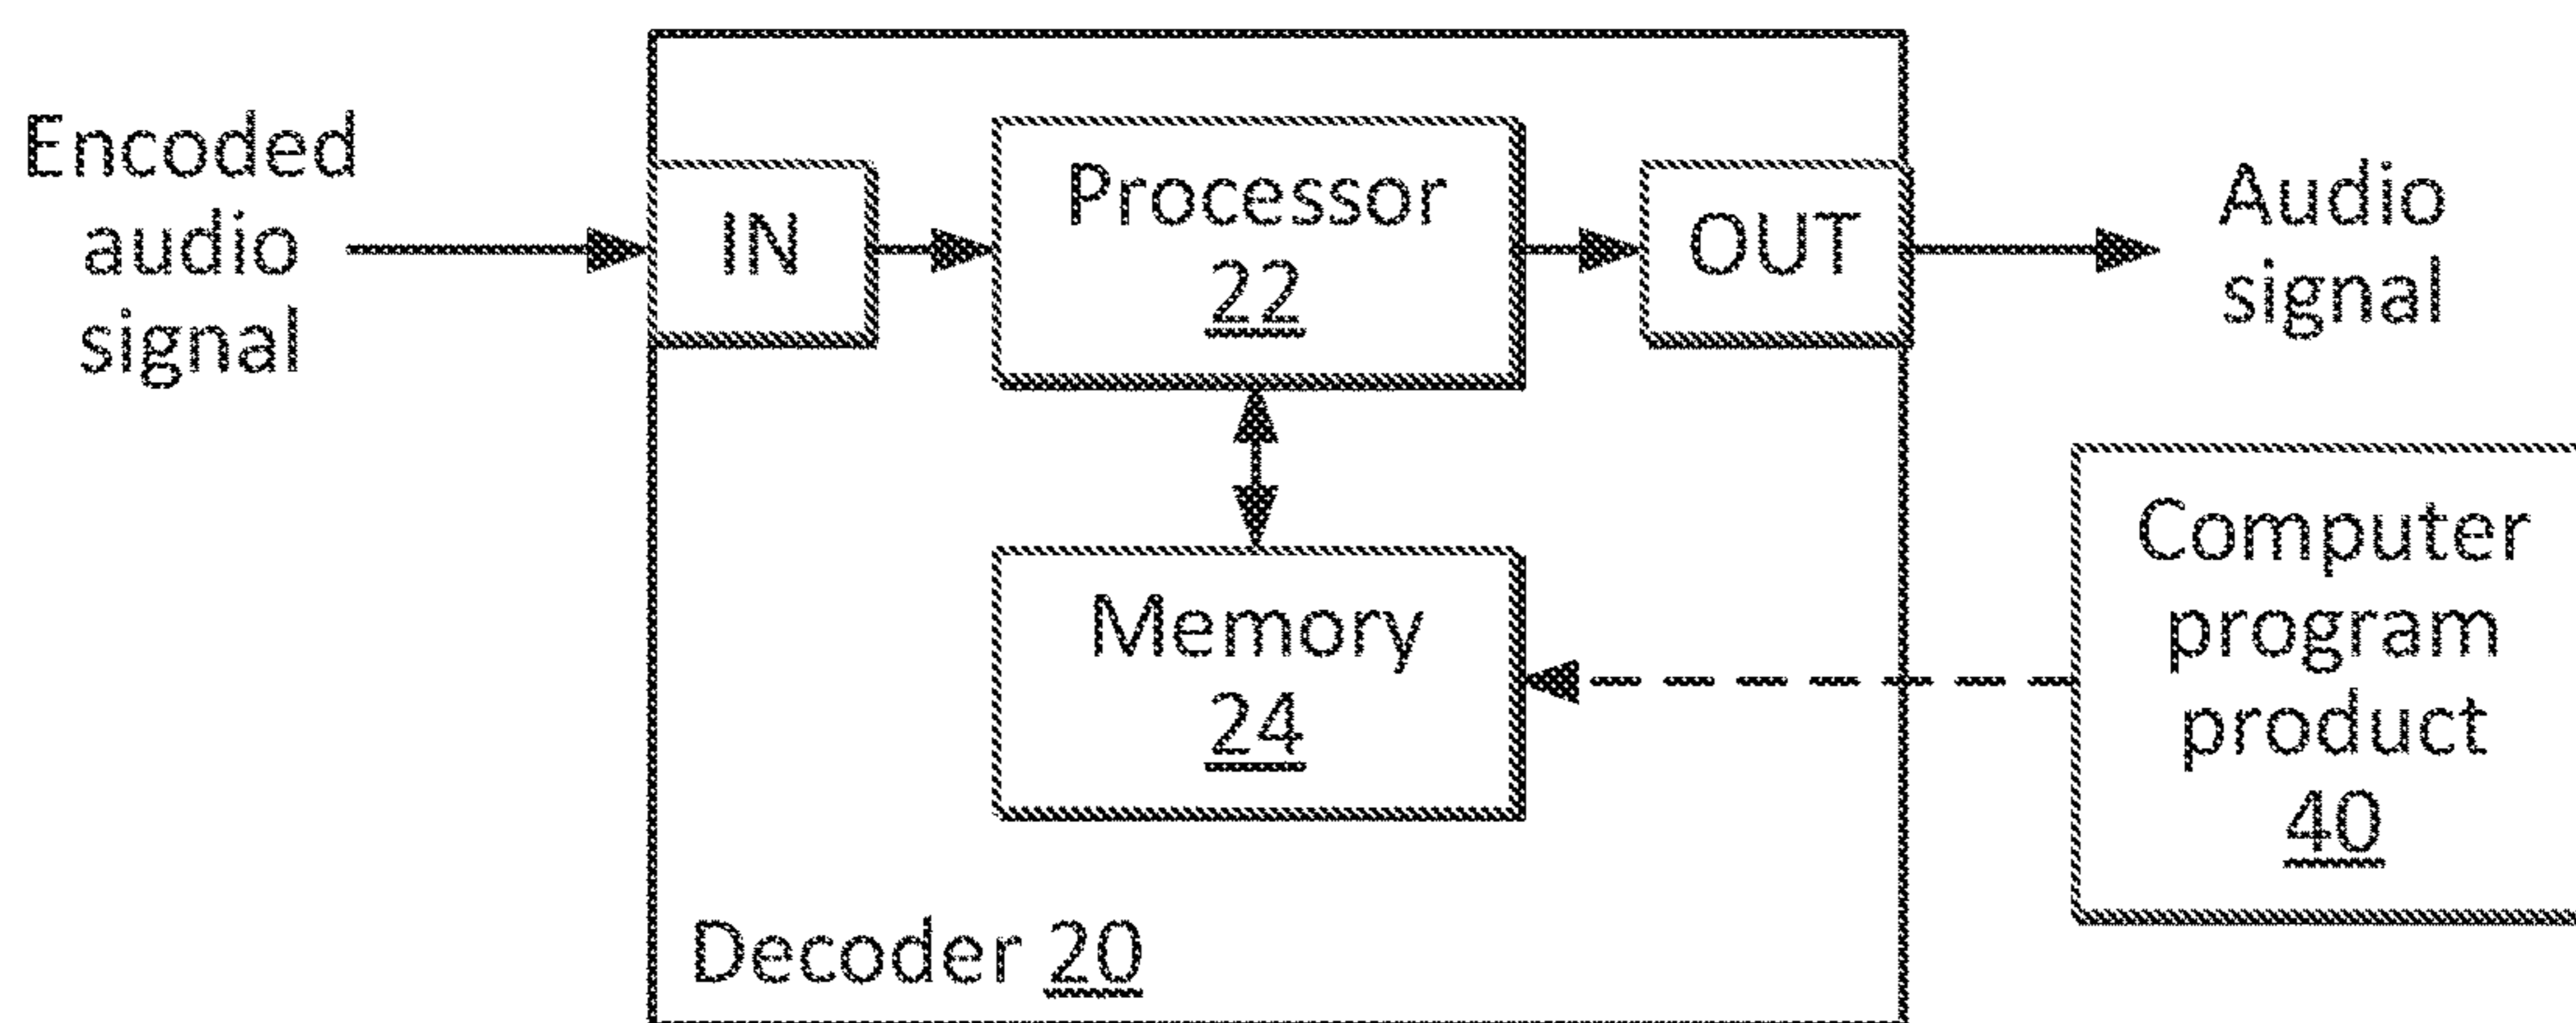 Encoded
audio
signal
IN
Processor
22
OUT
Audio
signal
Memory
24
Computer
program
product
40
Decoder 20